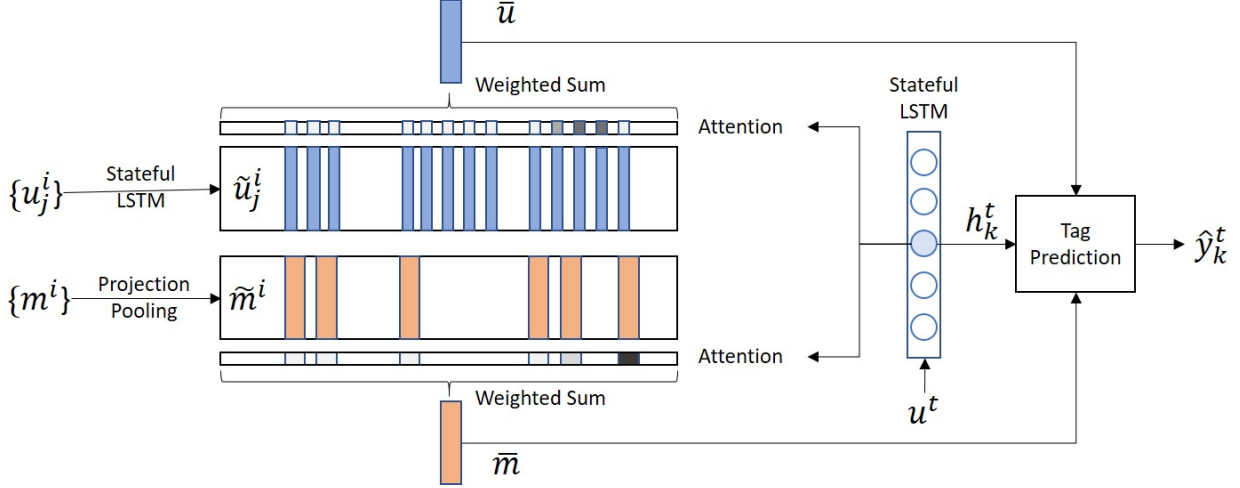 ū
Weighted Sum
Attention
{u_j^i}
Stateful
LSTM
ũ_j^i
{m^i}
Projection
Pooling
m̃^i
Attention
Weighted Sum
m̄
Stateful
LSTM
u^t
h_k^t
Tag
Prediction
ŷ_k^t